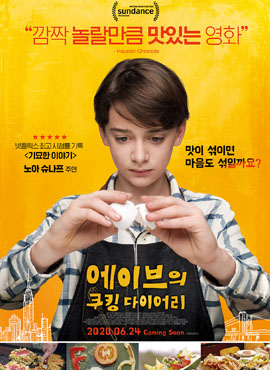 sundance
“깜짝 놀랄만큼 맛있는 영화”
- Houston Chronicle
★★★★★
넷플릭스 최고 시청률 기록
<기묘한 이야기>
노아 슈나프 주연
맛이 섞이면
마음도 섞일까요?
에이브의
쿠킹 다이어리
2020.06.24 Coming Soon